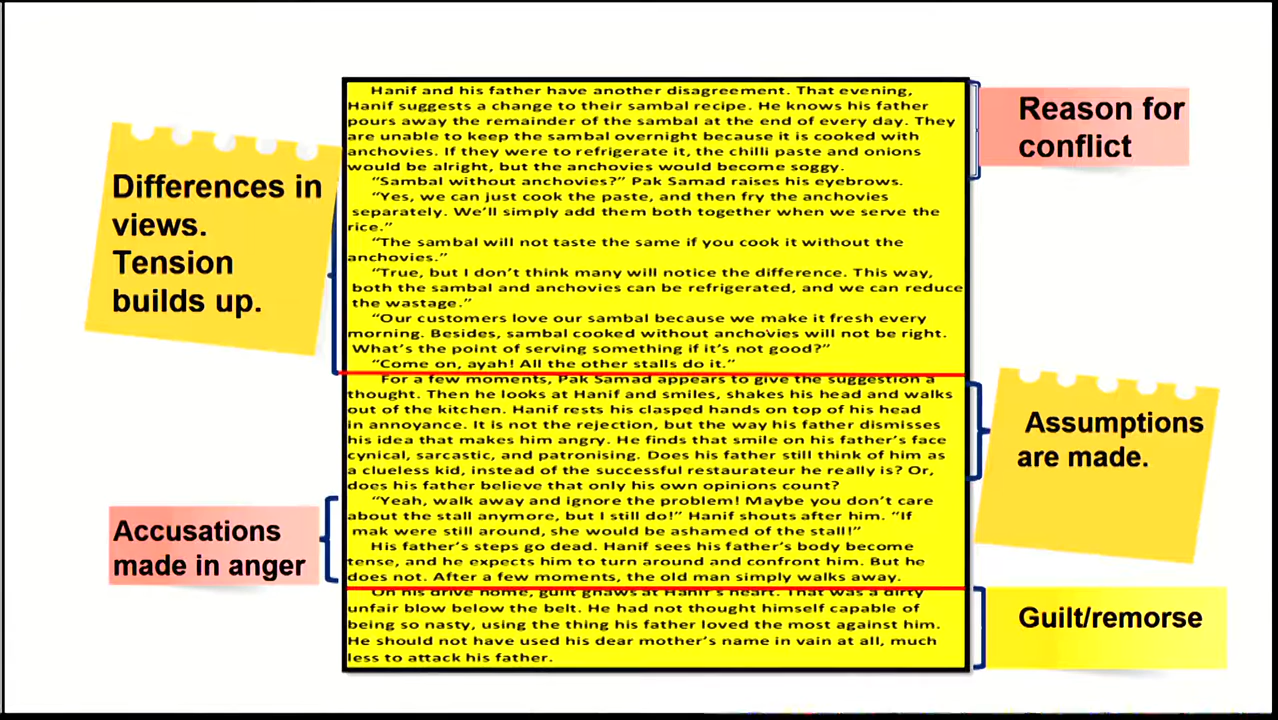 Hanif and his father have another disagreement. That evening,
Hanif suggests a change to their sambal recipe. He knows his father
pours away the remainder of the sambal at the end of every day. They
are unable to keep the sambal overnight because it is cooked with
anchovies. If they were to refrigerate it, the chilli paste and onions
would be alright, but the anchovies would become soggy.
“Sambal without anchovies?” Pak Samad raises his eyebrows.
“Yes, we can just cook the paste, and then fry the anchovies
separately. We’ll simply add them both together when we serve the
rice.”
“The sambal will not taste the same if you cook it without the
anchovies.”
“True, but I don’t think many will notice the difference. This way,
both the sambal and anchovies can be refrigerated, and we can reduce
the wastage.”
“Our customers love our sambal because we make it fresh every
morning. Besides, sambal cooked without anchovies will not be right.
What’s the point of serving something if it’s not good?”
“Come on, ayah! All the other stalls do it.”
For a few moments, Pak Samad appears to give the suggestion a
thought. Then he looks at Hanif and smiles, shakes his head and walks
out of the kitchen. Hanif rests his clasped hands on top of his head
in annoyance. It is not the rejection, but the way his father dismisses
his idea that makes him angry. He finds that smile on his father’s face
cynical, sarcastic, and patronising. Does his father still think of him as
a clueless kid, instead of the successful restaurateur he really is? Or,
does his father believe that only his own opinions count?
“Yeah, walk away and ignore the problem! Maybe you don’t care
about the stall anymore, but I still do!” Hanif shouts after him. “If
mak were still around, she would be ashamed of the stall!”
His father’s steps go dead. Hanif sees his father’s body become
tense, and he expects him to turn around and confront him. But he
does not. After a few moments, the old man simply walks away.
On his drive home, guilt gnaws at Hanif’s heart. That was a dirty
unfair blow below the belt. He had not thought himself capable of
being so nasty, using the thing his father loved the most against him.
He should not have used his dear mother’s name in vain at all, much
less to attack his father.
Differences in
views.
Tension
builds up.
Accusations
made in anger
Reason for
conflict
Assumptions
are made.
Guilt/remorse